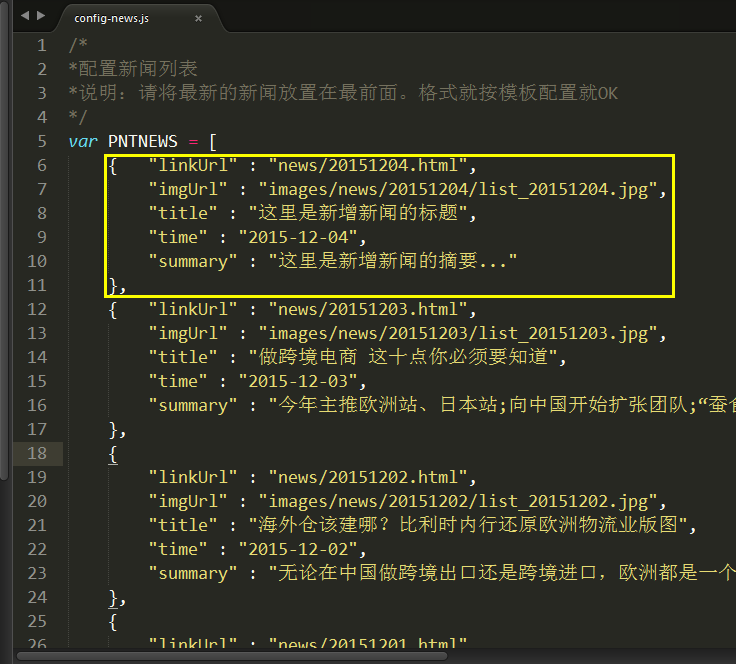 config-news.js ×
1 /*
2 *配置新闻列表
3 *说明：请将最新的新闻放置在最前面。格式就按模板配置就OK
4 */
5 var PNTNEWS = [
6 { "linkUrl" : "news/20151204.html",
7 "imgUrl" : "images/news/20151204/list_20151204.jpg",
8 "title" : "这里是新增新闻的标题",
9 "time" : "2015-12-04",
10 "summary" : "这里是新增新闻的摘要..."
11 },
12 { "linkUrl" : "news/20151203.html",
13 "imgUrl" : "images/news/20151203/list_20151203.jpg",
14 "title" : "做跨境电商 这十点你必须要知道",
15 "time" : "2015-12-03",
16 "summary" : "今年主推欧洲站、日本站;向中国开始扩张团队;“蚕食
17 },
18 {
19 "linkUrl" : "news/20151202.html",
20 "imgUrl" : "images/news/20151202/list_20151202.jpg",
21 "title" : "海外仓该建哪？比利时内行还原欧洲物流业版图",
22 "time" : "2015-12-02",
23 "summary" : "无论在中国做跨境出口还是跨境进口，欧洲都是一个
24 },
25 {
26 "linkUrl" : "news/20151201.html"